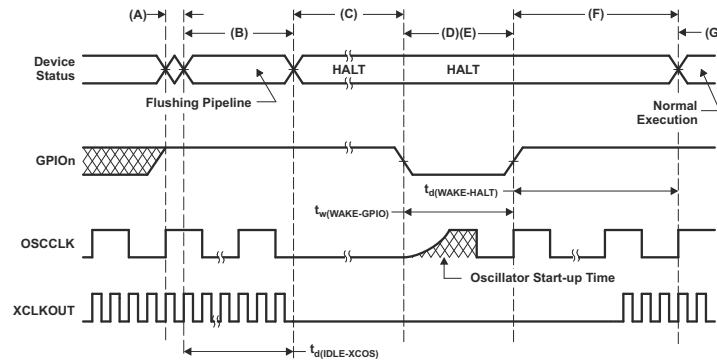 (A)
(B)
(C)
(D)(E)
(F)
(G
Device
Status
HALT
HALT
Flushing Pipeline
Normal
Execution
GPIOn
td(WAKE-HALT)
tw(WAKE-GPIO)
OSCCLK
Oscillator Start-up Time
XCLKOUT
td(IDLE-XCOS)